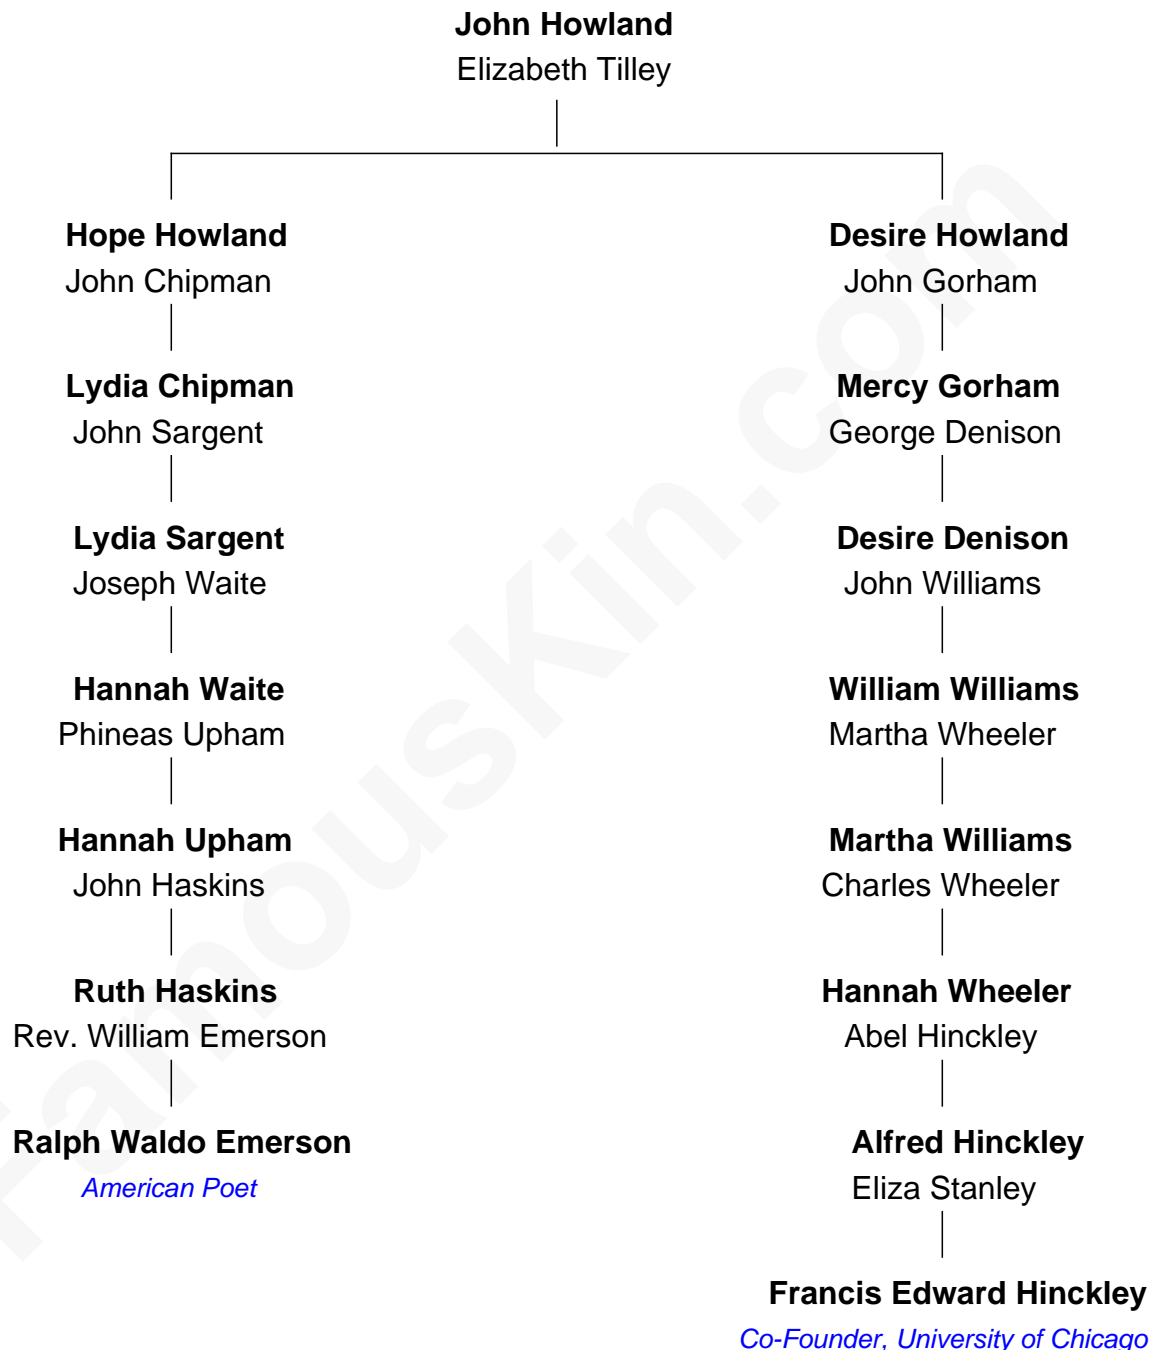 John Howland
Elizabeth Tilley
Hope Howland
John Chipman
Desire Howland
John Gorham
Lydia Chipman
John Sargent
Mercy Gorham
George Denison
Lydia Sargent
Joseph Waite
Desire Denison
John Williams
Hannah Waite
Phineas Upham
William Williams
Martha Wheeler
Hannah Upham
John Haskins
Martha Williams
Charles Wheeler
Ruth Haskins
Rev. William Emerson
Hannah Wheeler
Abel Hinckley
Ralph Waldo Emerson
American Poet
Alfred Hinckley
Eliza Stanley
Francis Edward Hinckley
Co-Founder, University of Chicago
FamousKin.com